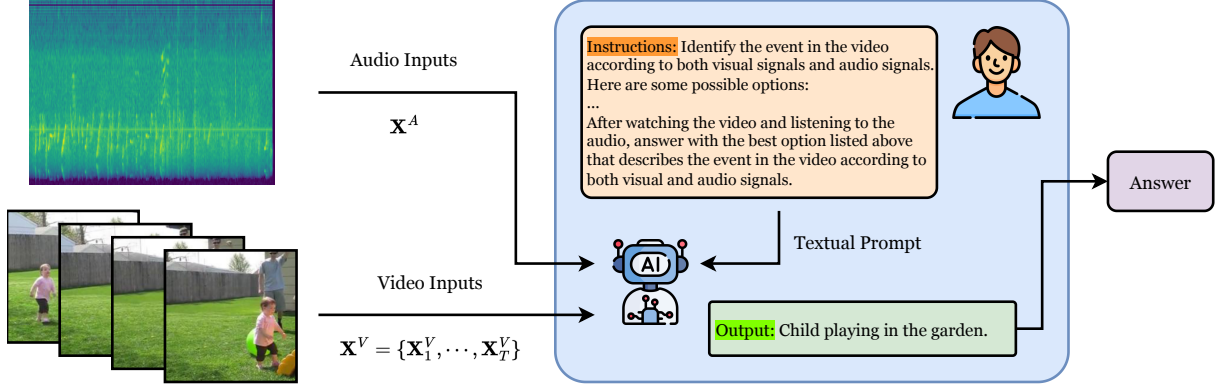 Audio Inputs
𝐗^A
Video Inputs
𝐗^V = {𝐗_1^V, ⋯, 𝐗_T^V}
Instructions: Identify the event in the video
according to both visual signals and audio signals.
Here are some possible options:
...
After watching the video and listening to the
audio, answer with the best option listed above
that describes the event in the video according to
both visual and audio signals.
Textual Prompt
AI
Output: Child playing in the garden.
Answer